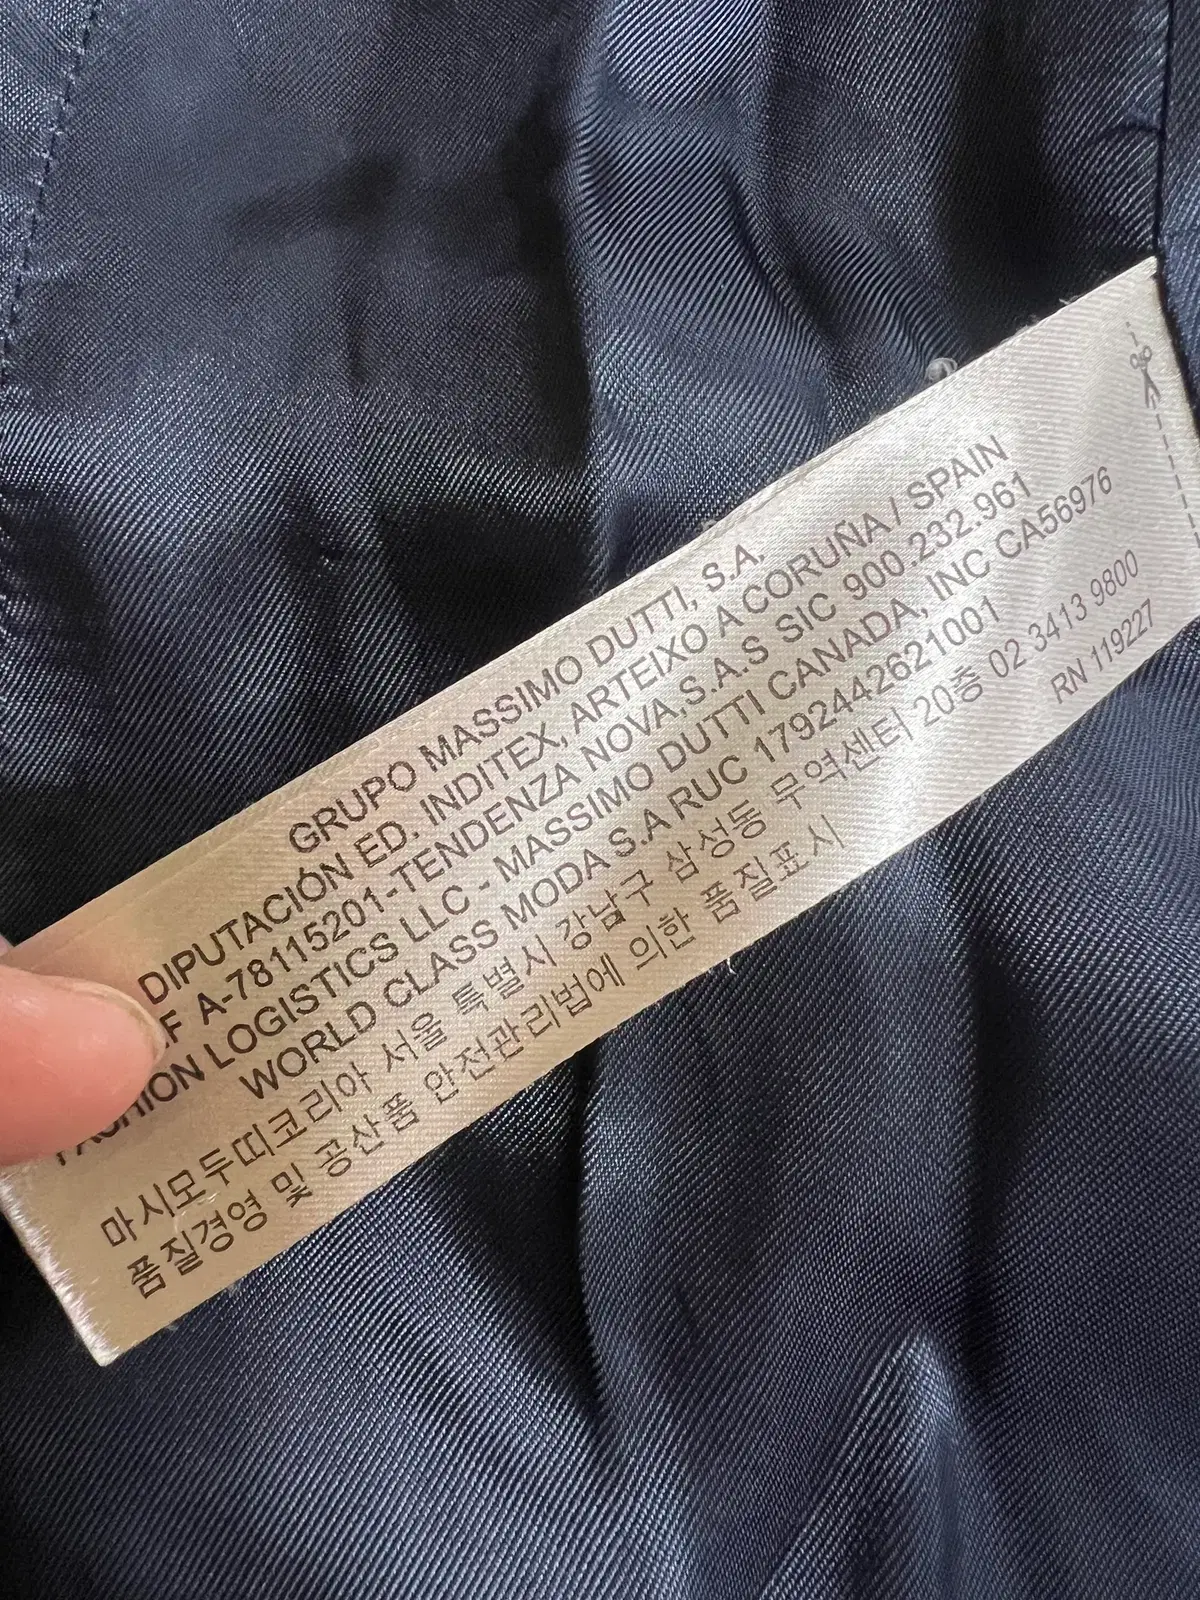 GRUPO MASSIMO DUTTI, S.A.
DIPUTACIÓN ED. INDITEX, ARTEIXO A CORUÑA / SPAIN
A-78115201-TENDENZA NOVA,S.A.S SIC 900.232.961
FASHION LOGISTICS LLC - MASSIMO DUTTI CANADA, INC CA56976
WORLD CLASS MODA S.A RUC 1792442621001
마시모두띠코리아 서울 특별시 강남구 삼성동 무역센터 20층 02 3413 9800
품질경영 및 공산품 안전관리법에 의한 품질표시
RN 119227